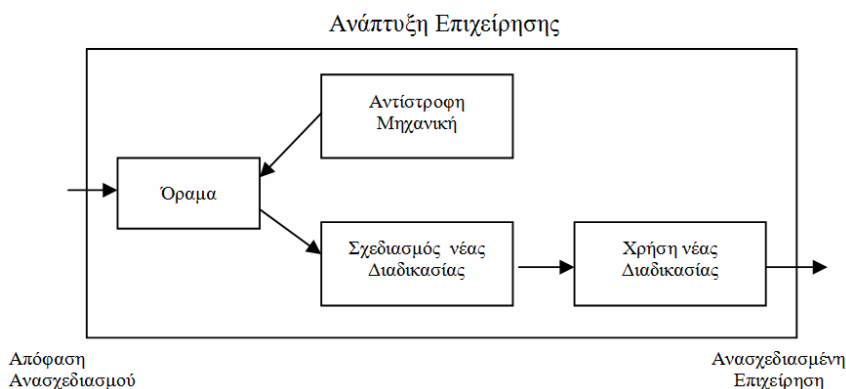 Ανάπτυξη Επιχείρησης
Αντίστροφη
Μηχανική
Όραμα
Σχεδιασμός νέας
Διαδικασίας
Χρήση νέας
Διαδικασίας
Απόφαση
Ανασχεδιασμού
Ανασχεδιασμένη
Επιχείρηση